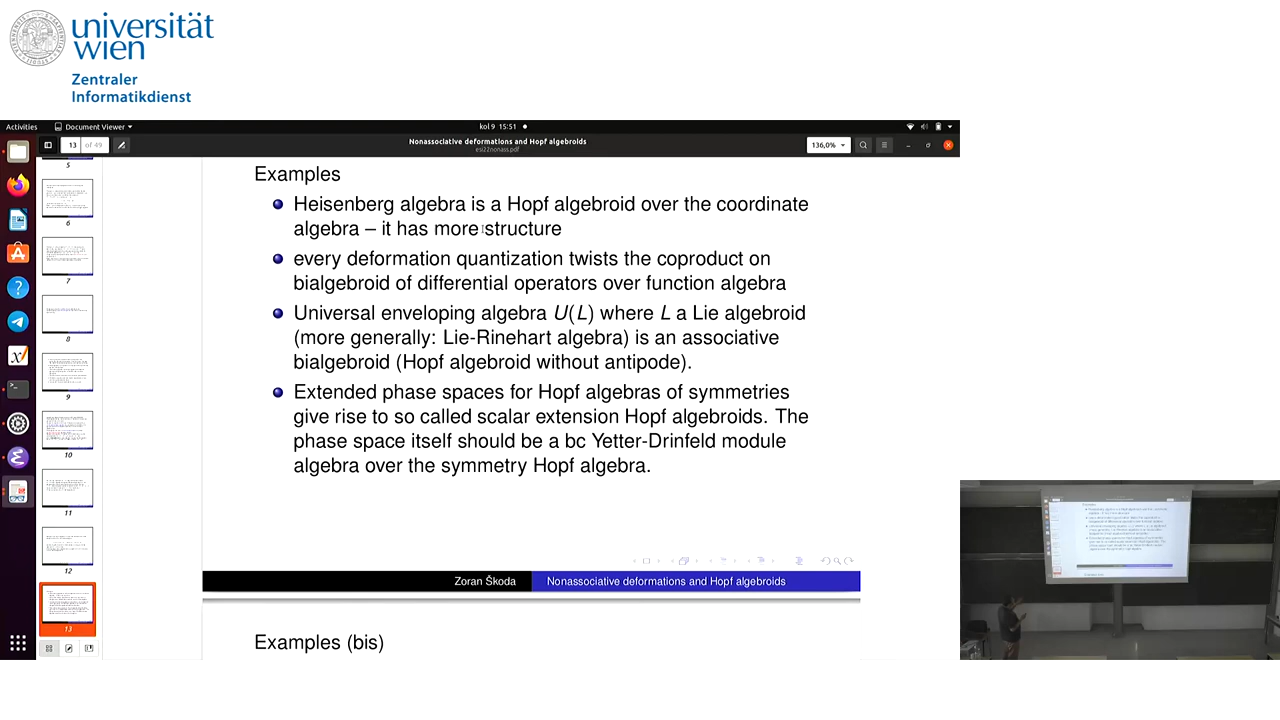 universität
wien
Zentraler
Informatikdienst
Activities
Document Viewer
kol 9 15:51
13 of 49
Nonassociative deformations and Hopf algebroids
esi22nonass.pdf
136,0%
5
6
7
8
9
10
11
12
13
Examples
Heisenberg algebra is a Hopf algebroid over the coordinate
algebra – it has more structure
every deformation quantization twists the coproduct on
bialgebroid of differential operators over function algebra
Universal enveloping algebra U(L) where L a Lie algebroid
(more generally: Lie-Rinehart algebra) is an associative
bialgebroid (Hopf algebroid without antipode).
Extended phase spaces for Hopf algebras of symmetries
give rise to so called scalar extension Hopf algebroids. The
phase space itself should be a bc Yetter-Drinfeld module
algebra over the symmetry Hopf algebra.
Zoran Škoda
Nonassociative deformations and Hopf algebroids
Examples (bis)